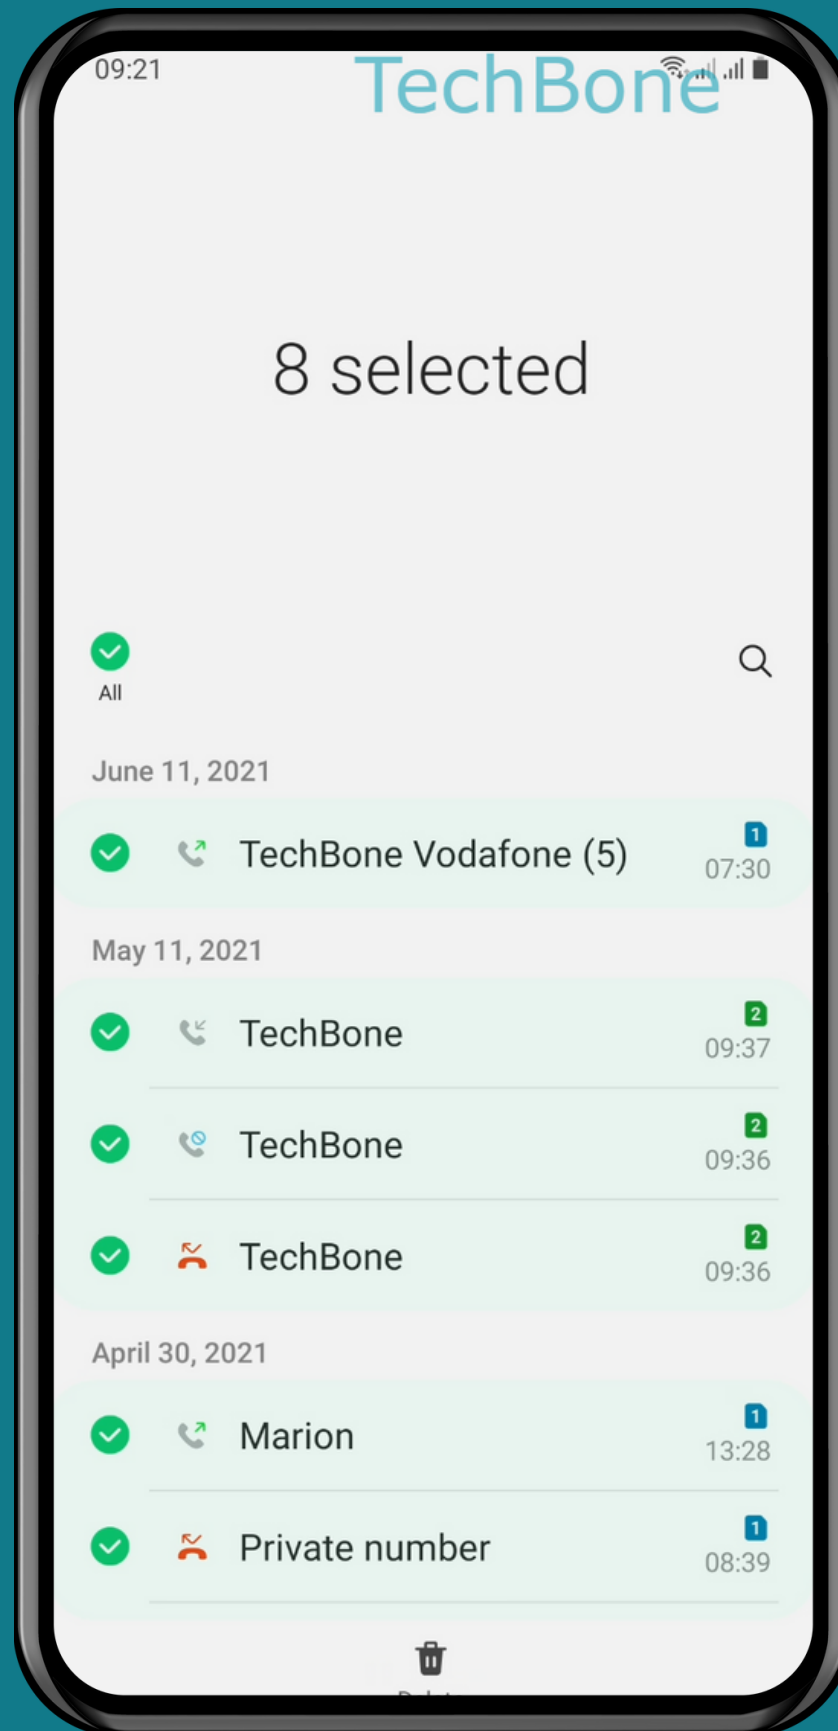 09:21
TechBone
8 selected
All
June 11, 2021
TechBone Vodafone (5)
1
07:30
May 11, 2021
TechBone
2
09:37
TechBone
2
09:36
TechBone
2
09:36
April 30, 2021
Marion
1
13:28
Private number
1
08:39